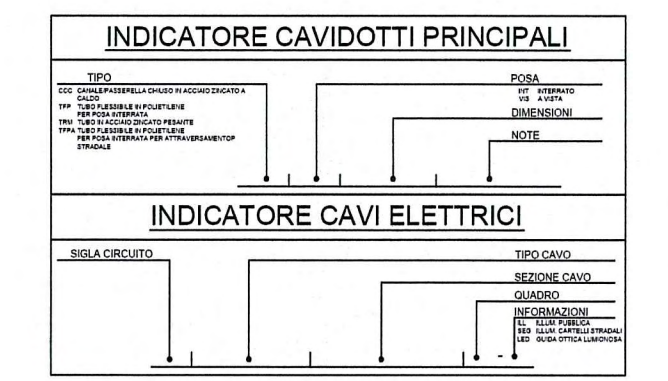 INDICATORE CAVIDOTTI PRINCIPALI
TIPO
CCC CANALE/PASSERELLA CHIUSO IN ACCIAIO ZINCATO A
CALDO
TFP TUBO FLESSIBILE IN POLIETILENE
PER POSA INTERRATA
TRM TUBO IN ACCIAIO ZINCATO PESANTE
TFPA TUBO FLESSIBILE IN POLIETILENE
PER POSA INTERRATA PER ATTRAVERSAMENTOP
STRADALE
POSA
INT INTERRATO
VIS A VISTA
DIMENSIONI
NOTE
INDICATORE CAVI ELETTRICI
SIGLA CIRCUITO
TIPO CAVO
SEZIONE CAVO
QUADRO
INFORMAZIONI
ILL ILLUM. PUBBLICA
SEG ILLUM. CARTELLI STRADALI
LED GUIDA OTTICA LUMIONOSA
-